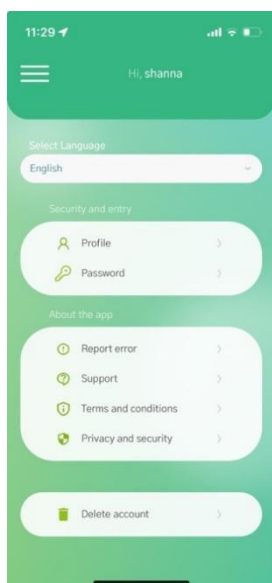 11:29
Hi, shanna
Select Language
English
Security and entry
Profile
Password
About the app
Report error
Support
Terms and conditions
Privacy and security
Delete account